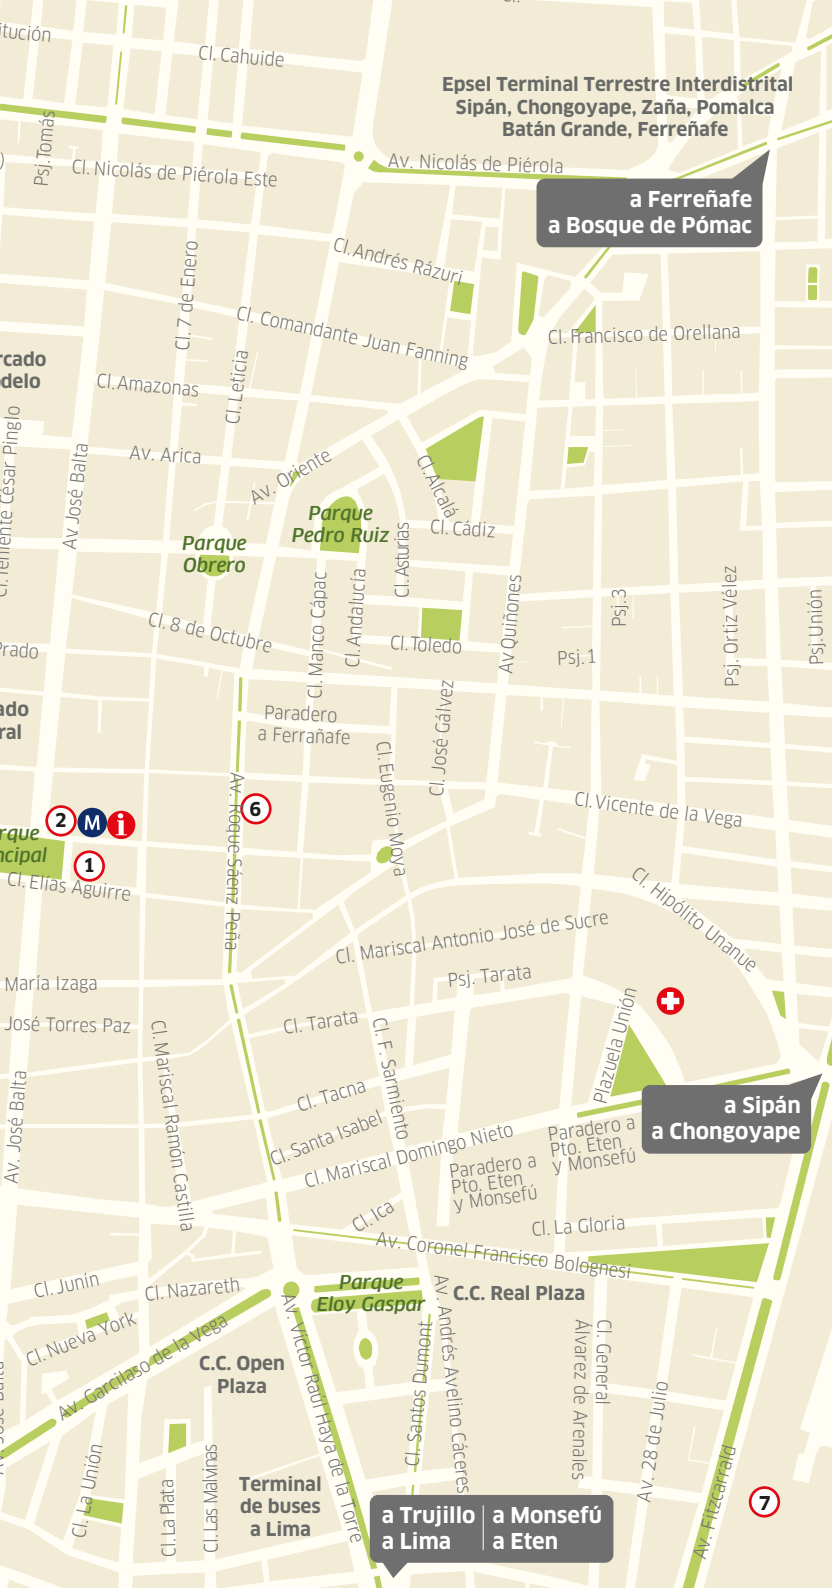 itución
Cl. Cahuide
Epsel Terminal Terrestre Interdistrital
Sipán, Chongoyape, Zaña, Pomalca
Batán Grande, Ferreñafe
Psj. Tomás
Cl. Nicolás de Piérola Este
Av. Nicolás de Piérola
a Ferreñafe
a Bosque de Pómac
Cl. Andrés Rázuri
Cl. 7 de Enero
Cl. Comandante Juan Fanning
Cl. Francisco de Orellana
rcado
delo
Cl. Amazonas
Cl. Leticia
Cl. Teniente César Pinglo
Av José Balta
Av. Arica
Av. Oriente
Cl. Alcalá
Parque
Pedro Ruiz
Cl. Cádiz
Parque
Obrero
Cl. Asturias
Cl. Manco Cápac
Cl. Andalucía
Av Quiñones
Psj. 3
Psj. Ortiz Vélez
Psj. Unión
Cl. 8 de Octubre
Cl. Toledo
Psj. 1
Prado
ado
ral
Paradero
a Ferrañafe
Cl. José Gálvez
Cl. Eugenio Moya
Av. Roque Sáenz Peña
Cl. Vicente de la Vega
2
M
i
6
rque
ncipal
1
Cl. Elías Aguirre
Cl. Hipólito Unanue
Cl. Mariscal Antonio José de Sucre
María Izaga
Psj. Tarata
José Torres Paz
Cl. Tarata
Cl. F. Sarmiento
Plazuela Unión
Cl. Mariscal Ramón Castilla
Av. José Balta
Cl. Tacna
a Sipán
a Chongoyape
Cl. Santa Isabel
Cl. Mariscal Domingo Nieto
Paradero a
Pto. Eten
y Monsefú
Paradero a
Pto. Eten
y Monsefú
Cl. Ica
Cl. La Gloria
Av. Coronel Francisco Bolognesi
Cl. Junín
Cl. Nazareth
Parque
Eloy Gaspar
C.C. Real Plaza
Cl. Nueva York
Av. Garcilaso de la Vega
Av. Víctor Raúl Haya de la Torre
Cl. Santos Dumont
Av. Andrés Avelino Cáceres
Cl. General
Álvarez de Arenales
C.C. Open
Plaza
Av. José Balta
Av. 28 de Julio
Av. Fitzcarrald
Cl. La Unión
Cl. La Plata
Cl. Las Malvinas
Terminal
de buses
a Lima
7
a Trujillo
a Lima
a Monsefú
a Eten